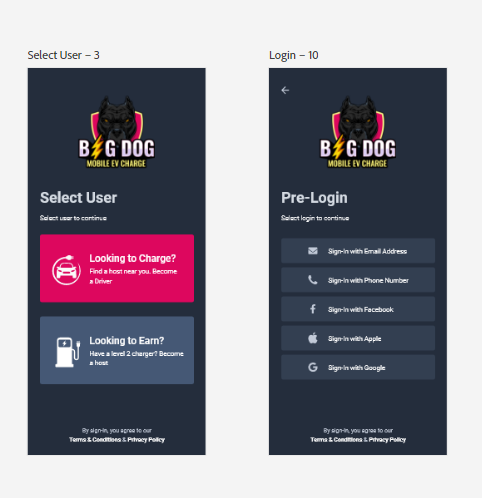 Select User – 3
BIG DOG
MOBILE EV CHARGE
Select User
Select user to continue
Looking to Charge?
Find a host near you. Become
a Driver
Looking to Earn?
Have a level 2 charger? Become
a host
By sign-in, you agree to our
Terms & Conditions & Privacy Policy
Login – 10
BIG DOG
MOBILE EV CHARGE
Pre-Login
Select login to continue
Sign-in with Email Address
Sign-in with Phone Number
Sign-in with Facebook
Sign-in with Apple
Sign-in with Google
By sign-in, you agree to our
Terms & Conditions & Privacy Policy